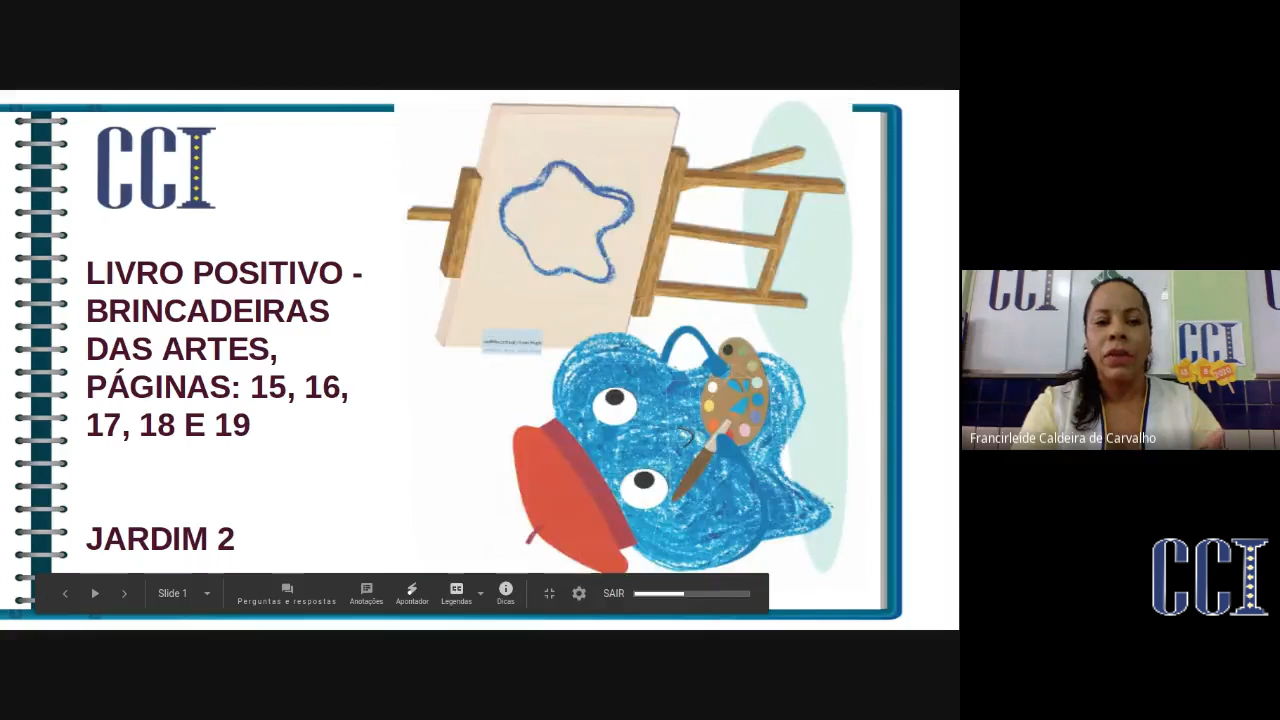 CCI
LIVRO POSITIVO -
BRINCADEIRAS
DAS ARTES,
PÁGINAS: 15, 16,
17, 18 E 19
JARDIM 2
Slide 1
Perguntas e respostas
Anotações
Apontador
Legendas
Dicas
SAIR
CCI
CCI
Francirleide Caldeira de Carvalho
CCI